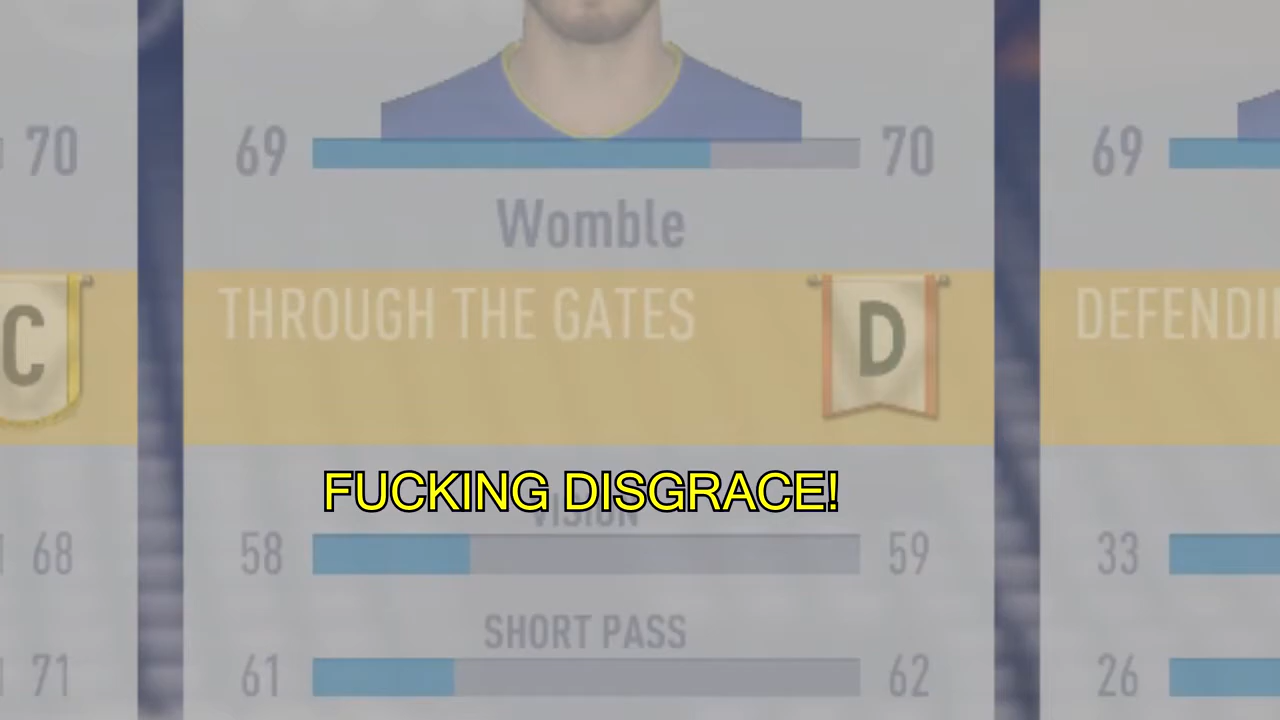 70 69 70 69
Womble
C THROUGH THE GATES D DEFENDI
FUCKING DISGRACE!
VISION
68 58 59 33
SHORT PASS
71 61 62 26